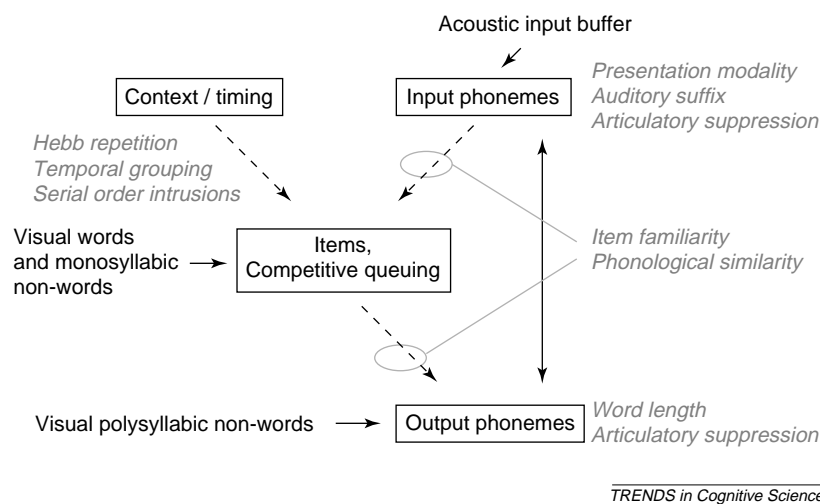 Acoustic input buffer
Context / timing
Input phonemes
Presentation modality
Auditory suffix
Articulatory suppression
Hebb repetition
Temporal grouping
Serial order intrusions
Visual words
and monosyllabic
non-words
Items,
Competitive queuing
Item familiarity
Phonological similarity
Visual polysyllabic non-words
Output phonemes
Word length
Articulatory suppression
TRENDS in Cognitive Science